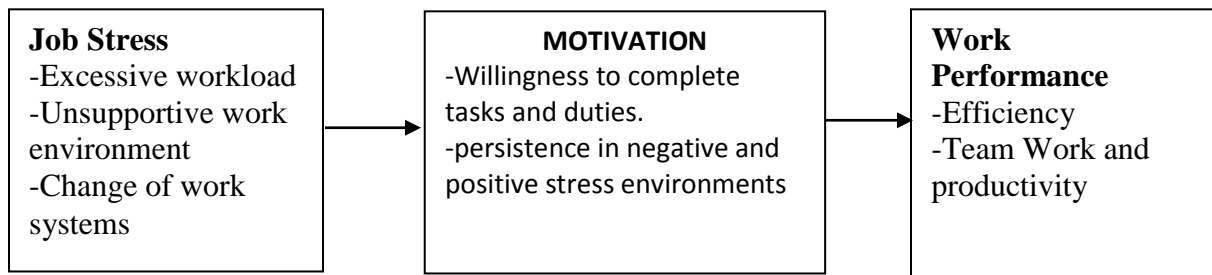 Job Stress
-Excessive workload
-Unsupportive work
environment
-Change of work
systems
MOTIVATION
-Willingness to complete
tasks and duties.
-persistence in negative and
positive stress environments
Work
Performance
-Efficiency
-Team Work and
productivity